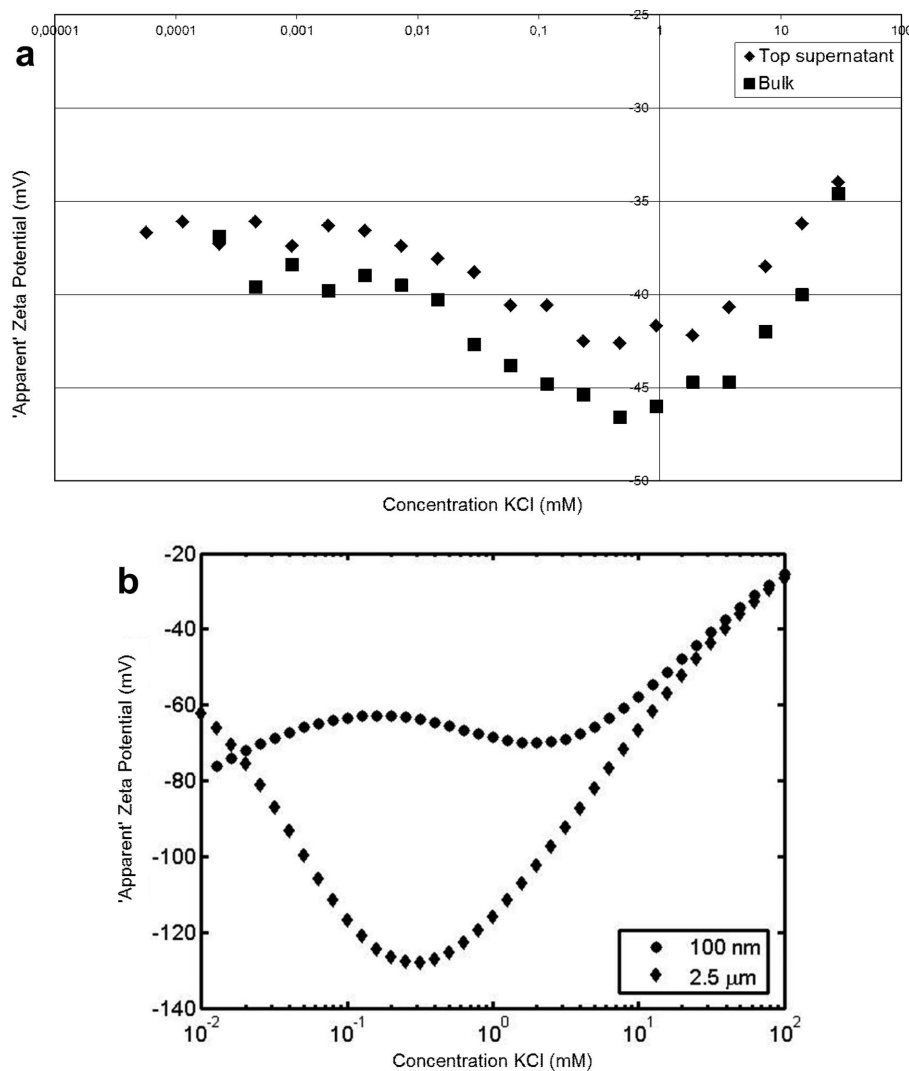 0,00001 0,0001 0,001 0,01 0,1 1 10 100
-25
a
Top supernatant
Bulk
-30
-35
-40
-45
-50
'Apparent' Zeta Potential (mV)
Concentration KCl (mM)
b
-20
-40
-60
-80
-100
-120
-140
'Apparent' Zeta Potential (mV)
100 nm
2.5 μm
10-2 10-1 100 101 102
Concentration KCl (mM)